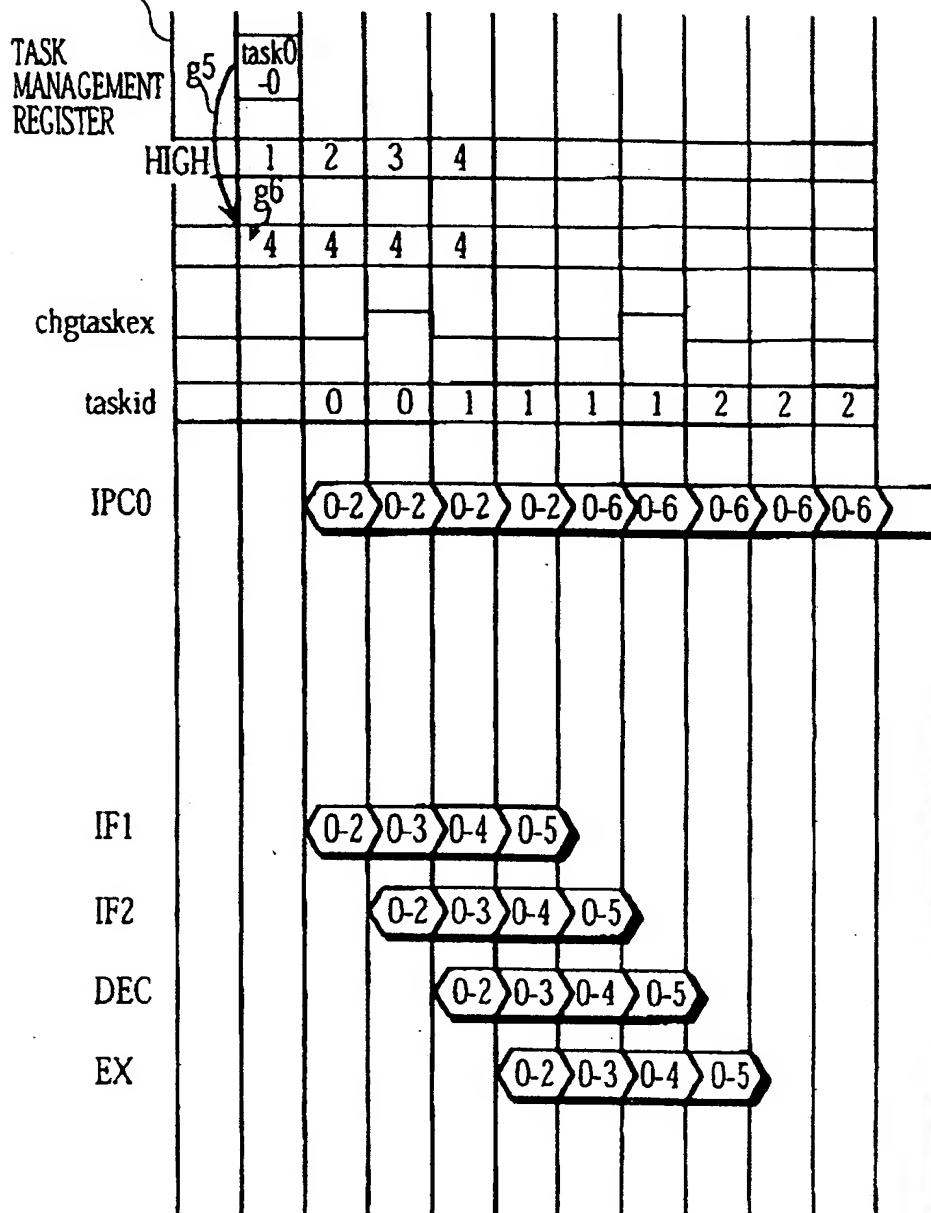 TASK
MANAGEMENT
REGISTER
g5
task0
-0
HIGH 1 2 3 4
g6
4 4 4 4
chgtaskex
taskid 0 0 1 1 1 1 2 2 2
IPC0 0-2 0-2 0-2 0-2 0-6 0-6 0-6 0-6 0-6
IF1 0-2 0-3 0-4 0-5
IF2 0-2 0-3 0-4 0-5
DEC 0-2 0-3 0-4 0-5
EX 0-2 0-3 0-4 0-5